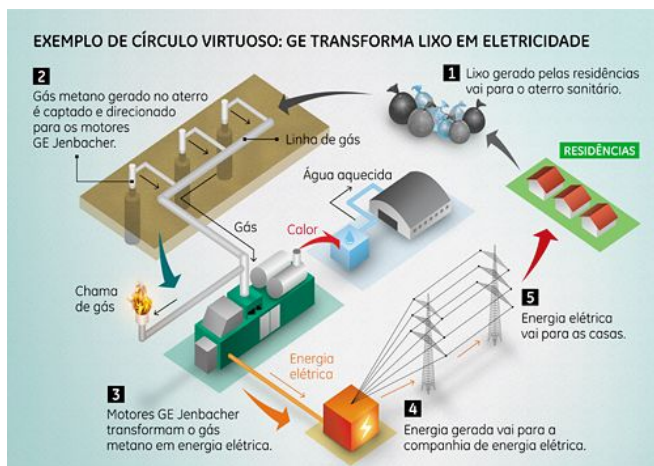 EXEMPLO DE CÍRCULO VIRTUOSO: GE TRANSFORMA LIXO EM ELETRICIDADE
1 Lixo gerado pelas residências
vai para o aterro sanitário.
2
Gás metano gerado no aterro
é captado e direcionado
para os motores
GE Jenbacher.
Linha de gás
RESIDÊNCIAS
Água aquecida
Gás
Calor
Chama
de gás
5
Energia elétrica
vai para as casas.
Energia
elétrica
3
Motores GE Jenbacher
transformam o gás
metano em energia elétrica.
4
Energia gerada vai para a
companhia de energia elétrica.